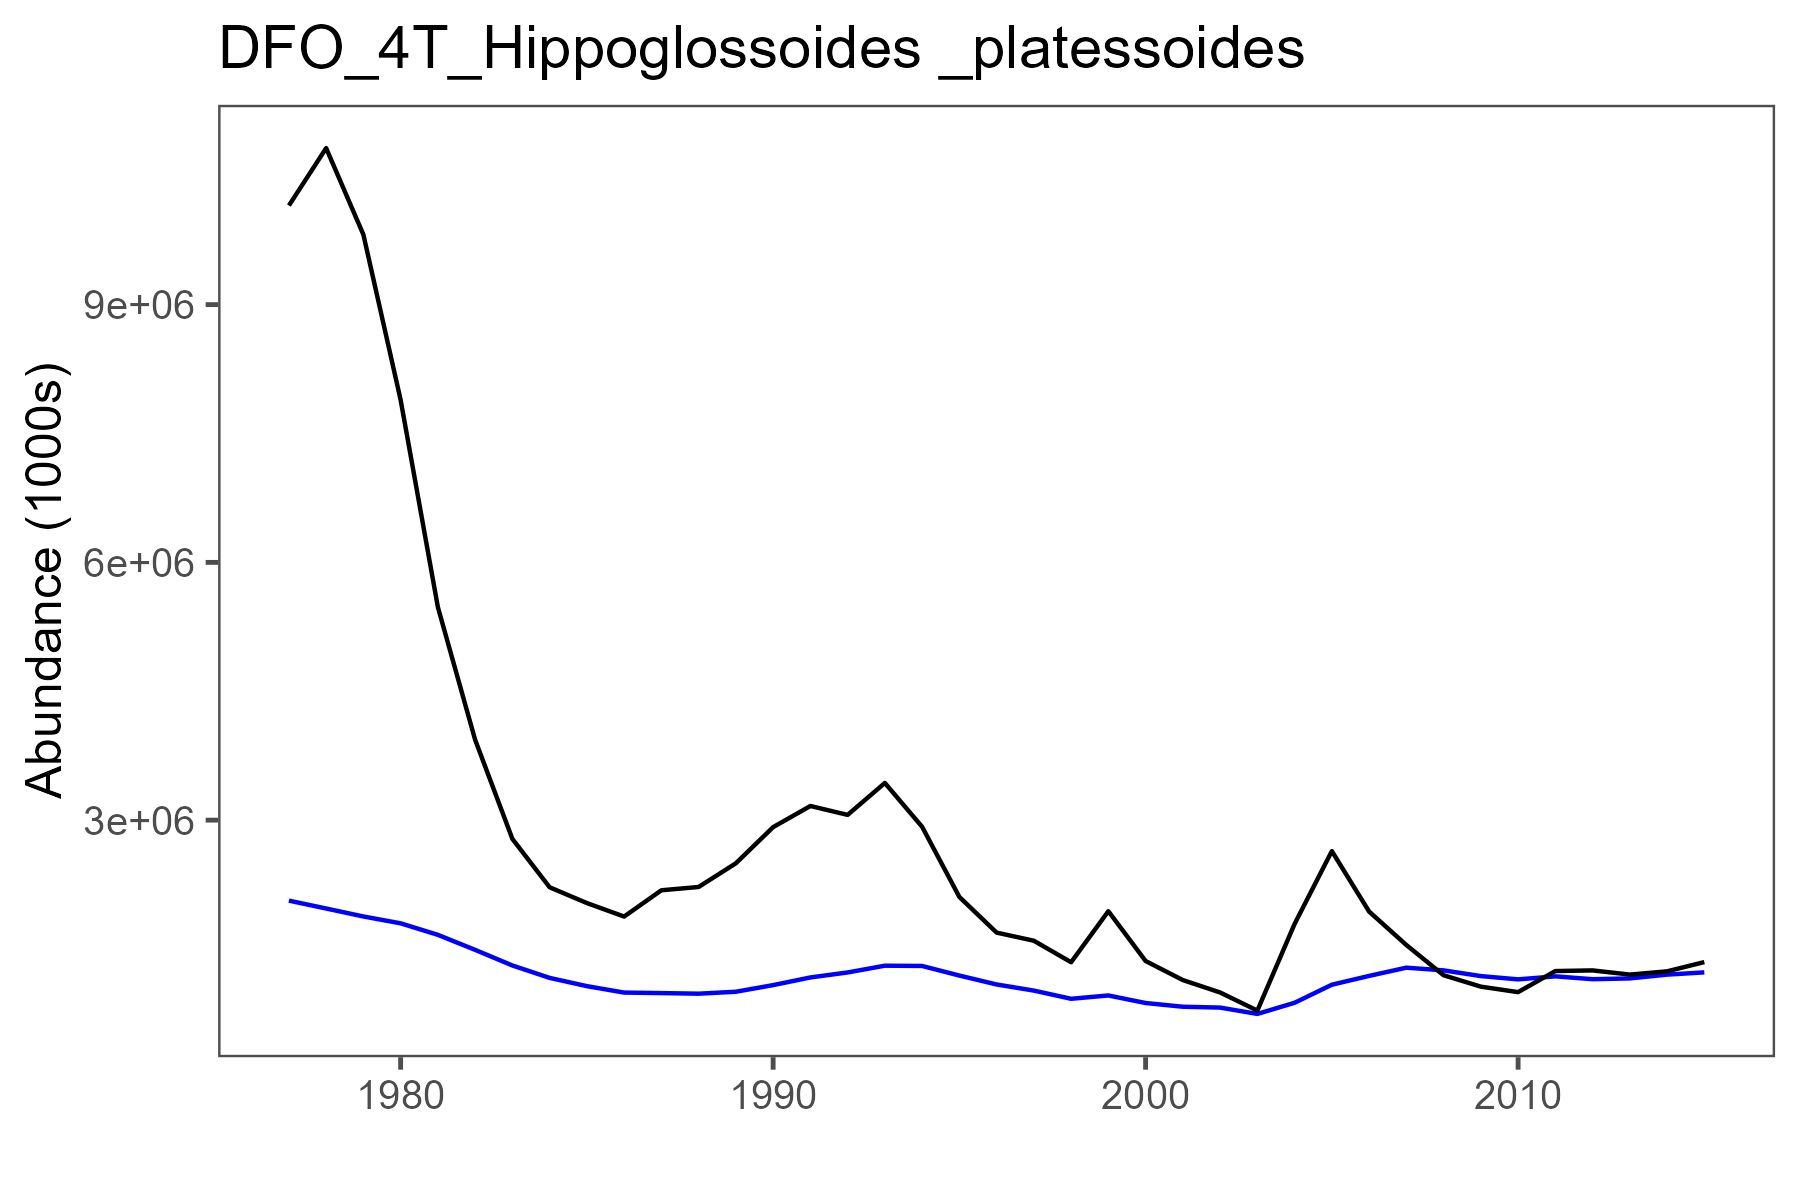 DFO_4T_Hippoglossoides _platessoides
Abundance (1000s)
9e+06
6e+06
3e+06
1980 1990 2000 2010